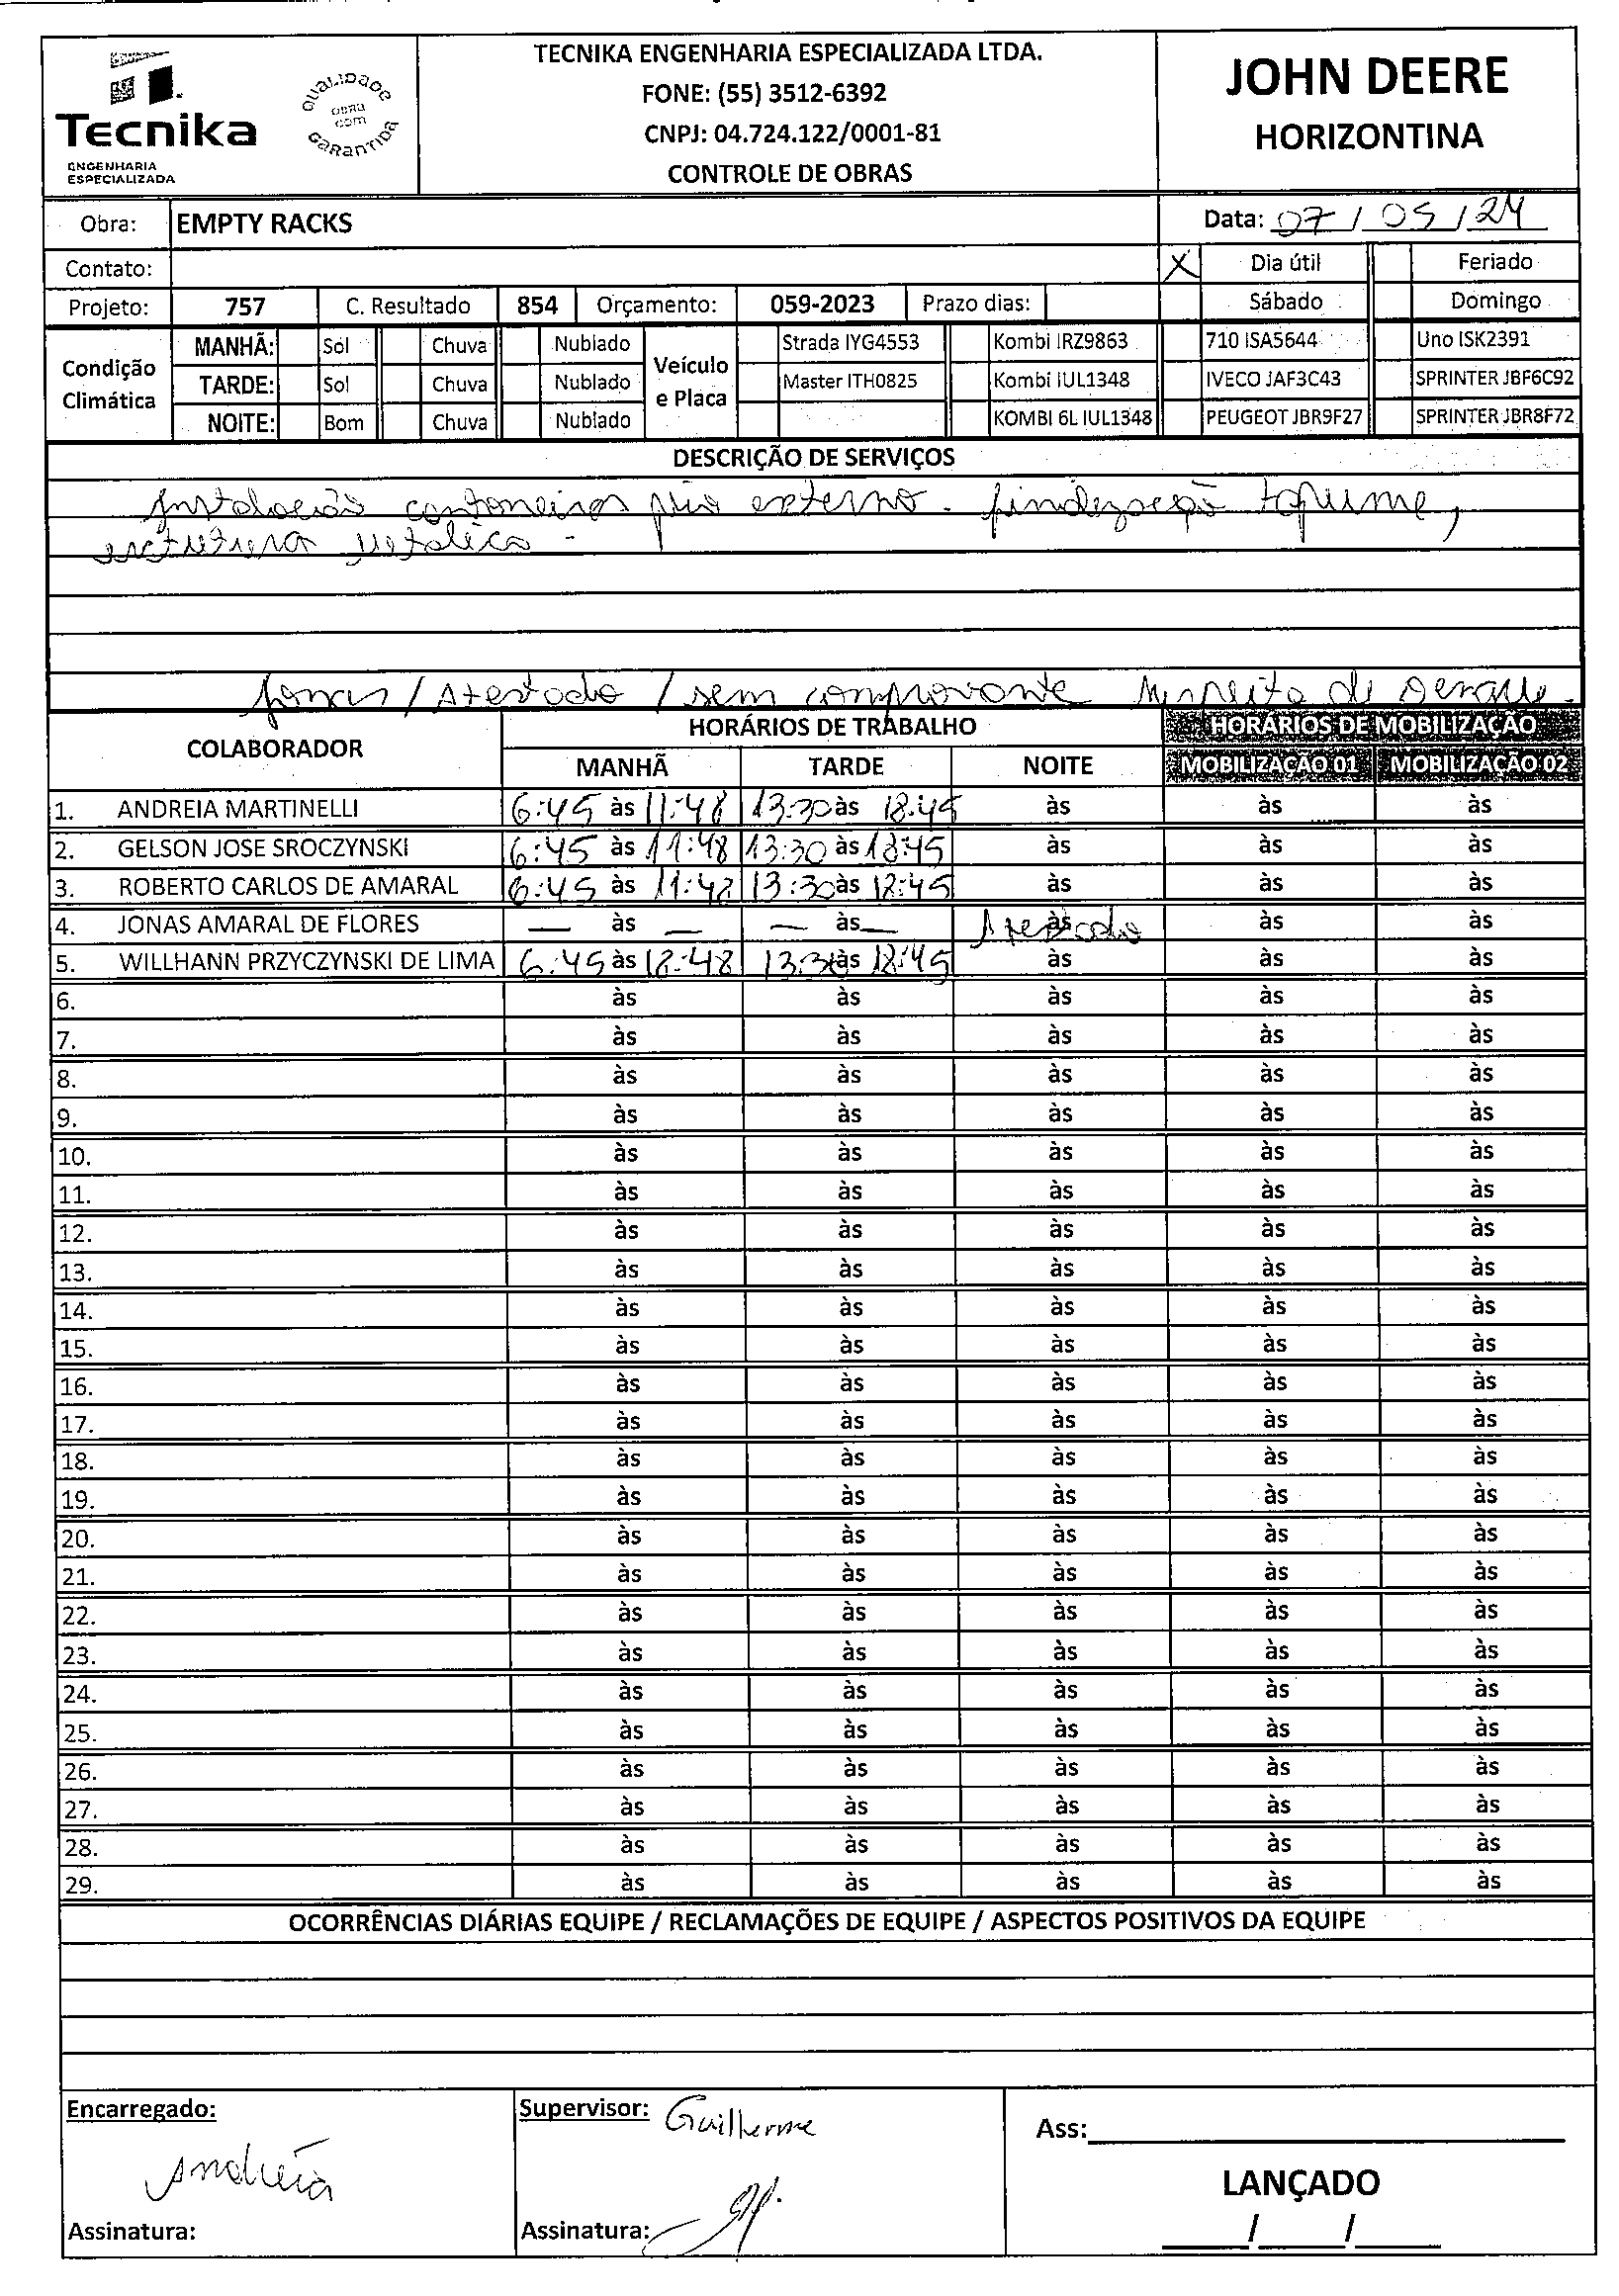 TECNIKA ENGENHARIA ESPECIALIZADA LTDA.
FONE: (55) 3512-6392
CNPJ: 04.724.122/0001-81
CONTROLE DE OBRAS
Tecnika
ENGENHARIA
ESPECIALIZADA
QUALIDADE
OBRA
COM
GARANTIDA
JOHN DEERE
HORIZONTINA
Obra: EMPTY RACKS Data: 07/05/24
Contato: X Dia útil Feriado
Projeto: 757 C. Resultado 854 Orçamento: 059-2023 Prazo dias: Sábado Domingo
Condição Climática
MANHÃ: Sol Chuva Nublado
TARDE: Sol Chuva Nublado
NOITE: Bom Chuva Nublado
Veículo e Placa
Strada IYG4553 Kombi IRZ9863 710 ISA5644 Uno ISK2391
Master ITH0825 Kombi IUL1348 IVECO JAF3C43 SPRINTER JBF6C92
KOMBI 6L IUL1348 PEUGEOT JBR9F27 SPRINTER JBR8F72
DESCRIÇÃO DE SERVIÇOS
Instalação cantoneiras externo. tapume,
metálica -
Jonas / Atestado / sem comprovante suspeita de Dengue.
COLABORADOR HORÁRIOS DE TRABALHO HORÁRIOS DE MOBILIZAÇÃO
MANHÃ TARDE NOITE MOBILIZAÇÃO 01 MOBILIZAÇÃO 02
1. ANDREIA MARTINELLI 6:45 às 11:48 13:30 às 18:45 às às às
2. GELSON JOSE SROCZYNSKI 6:45 às 11:48 13:30 às 18:45 às às às
3. ROBERTO CARLOS DE AMARAL 6:45 às 11:48 13:30 às 18:45 às às às
4. JONAS AMARAL DE FLORES — às — — às — Atestado às às às
5. WILLHANN PRZYCZYNSKI DE LIMA 6:45 às 12:48 13:30 às 18:45 às às às
6. às às às às às
7. às às às às às
8. às às às às às
9. às às às às às
10. às às às às às
11. às às às às às
12. às às às às às
13. às às às às às
14. às às às às às
15. às às às às às
16. às às às às às
17. às às às às às
18. às às às às às
19. às às às às às
20. às às às às às
21. às às às às às
22. às às às às às
23. às às às às às
24. às às às às às
25. às às às às às
26. às às às às às
27. às às às às às
28. às às às às às
29. às às às às às
OCORRÊNCIAS DIÁRIAS EQUIPE / RECLAMAÇÕES DE EQUIPE / ASPECTOS POSITIVOS DA EQUIPE
Encarregado: Supervisor: Guilherme
Andreia
Ass:
LANÇADO
Assinatura: Assinatura: / /